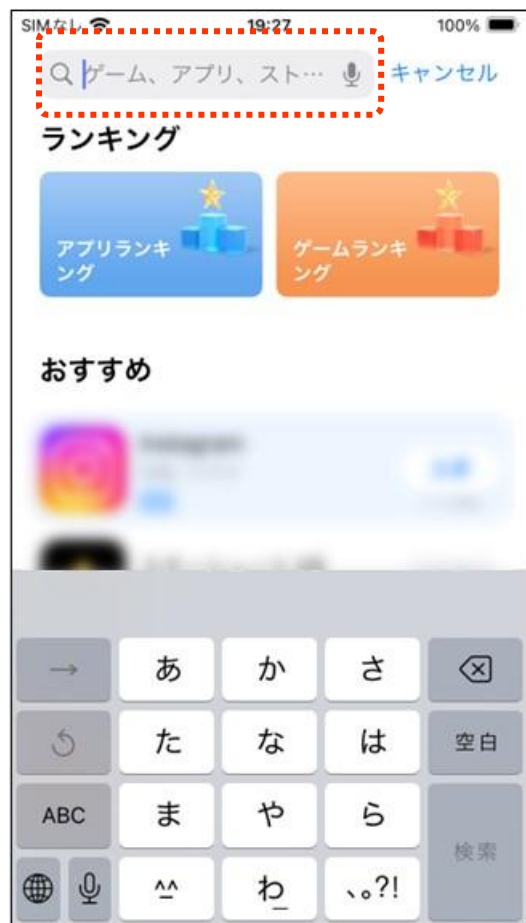 SIMなし 19:27 100%
ゲーム、アプリ、スト… キャンセル
ランキング
アプリランキ
ング
ゲームランキ
ング
おすすめ
→ あ か さ
た な は 空白
ABC ま や ら 検索
^^ わ 、。?!